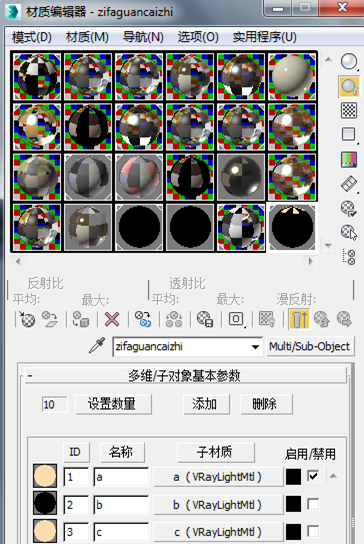 材质编辑器 - zifaguancaizhi
模式(D) 材质(M) 导航(N) 选项(O) 实用程序(U)
反射比 透射比
平均: 最大: 平均: 最大: 漫反射:
zifaguancaizhi Multi/Sub-Object
- 多维/子对象基本参数
10 设置数量 添加 删除
ID 名称 子材质 启用/禁用
1 a a ( VRayLightMtl )
2 b b ( VRayLightMtl )
3 c c ( VRayLightMtl )